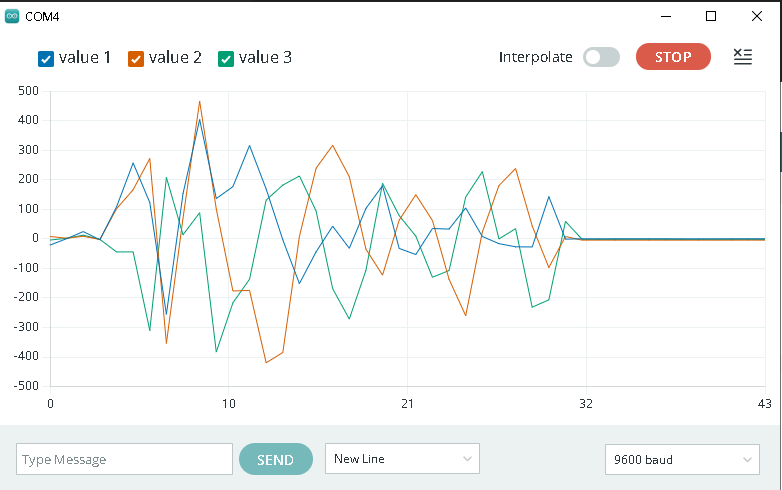 COM4
value 1 value 2 value 3 Interpolate STOP
500
400
300
200
100
0
-100
-200
-300
-400
-500
0 10 21 32 43
Type Message SEND New Line 9600 baud